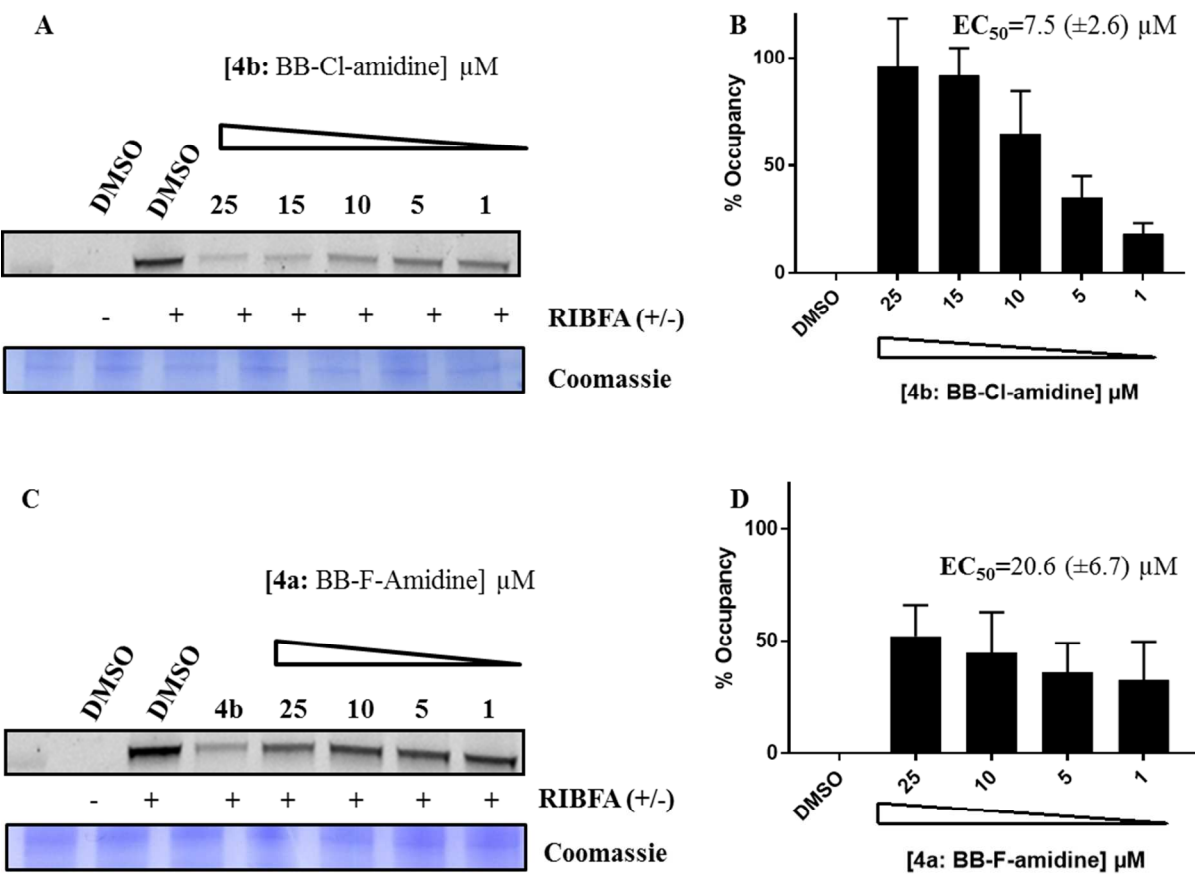 A
[4b: BB-Cl-amidine] µM
DMSO
DMSO
25 15 10 5 1
- + + + + + + RIBFA (+/-)
Coomassie
B
EC50=7.5 (±2.6) µM
% Occupancy
100
50
0
DMSO 25 15 10 5 1
[4b: BB-Cl-amidine] µM
C
[4a: BB-F-Amidine] µM
DMSO
DMSO
4b 25 10 5 1
- + + + + + + RIBFA (+/-)
Coomassie
D
EC50=20.6 (±6.7) µM
% Occupancy
100
50
0
DMSO 25 10 5 1
[4a: BB-F-amidine] µM